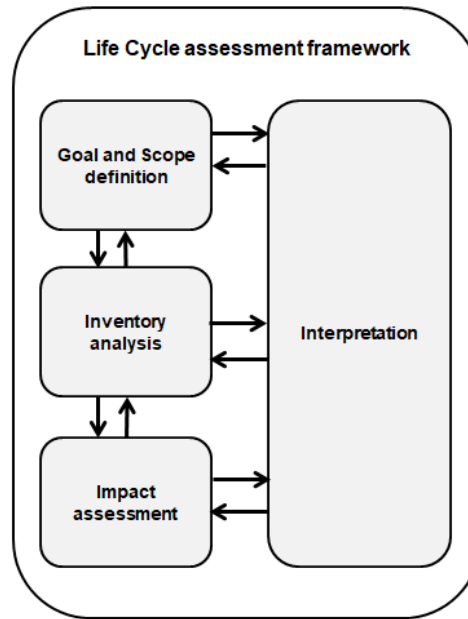 Life Cycle assessment framework
Goal and Scope
definition
Inventory
analysis
Interpretation
Impact
assessment